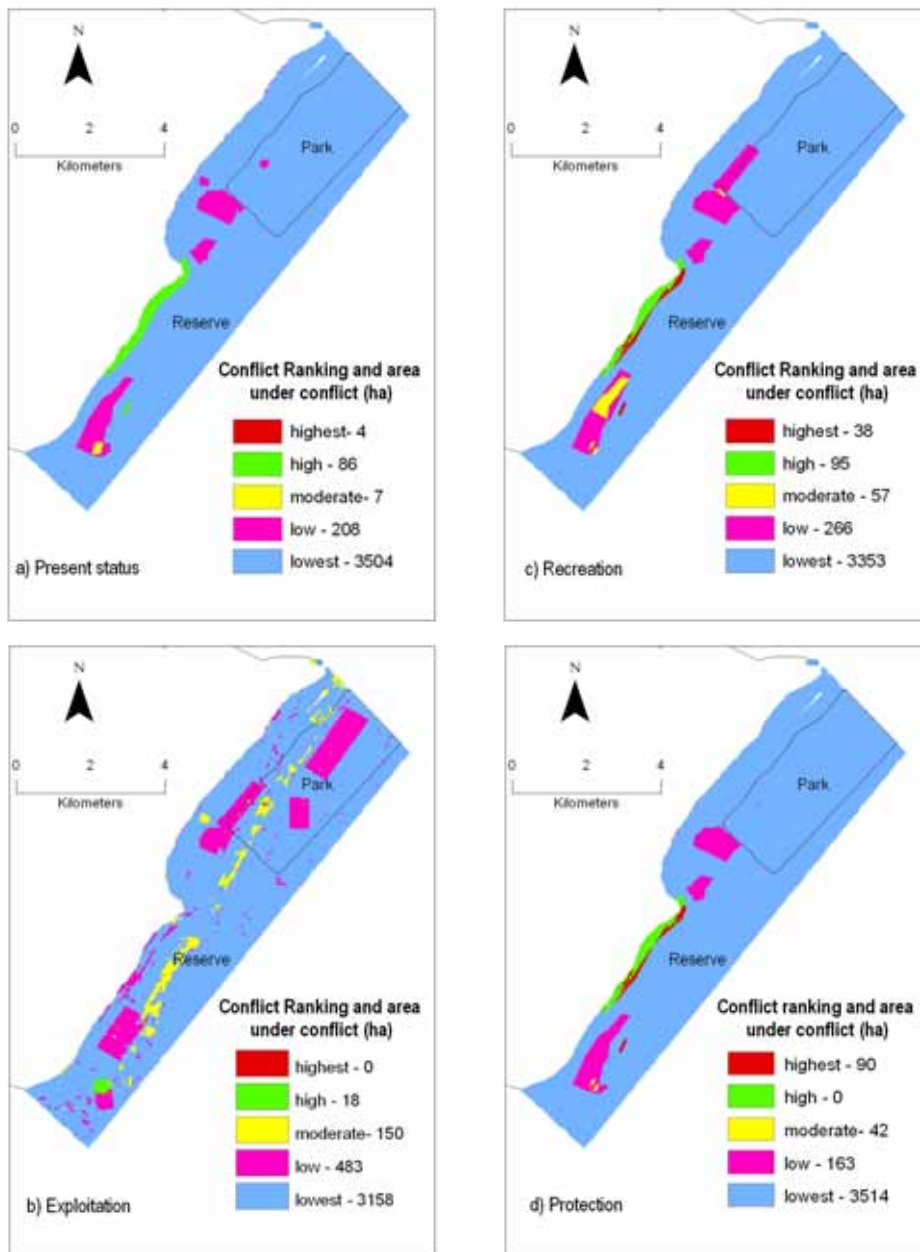 N
0 2 4
Kilometers
Park
Reserve
Conflict Ranking and area
under conflict (ha)
highest- 4
high - 86
moderate- 7
low - 208
lowest - 3504
a) Present status
N
0 2 4
Kilometers
Park
Reserve
Conflict Ranking and area
under conflict (ha)
highest - 38
high - 95
moderate - 57
low - 266
lowest - 3353
c) Recreation
N
0 2 4
Kilometers
Park
Reserve
Conflict Ranking and area
under conflict (ha)
highest - 0
high - 18
moderate- 150
low - 483
lowest - 3158
b) Exploitation
N
0 2 4
Kilometers
Park
Reserve
Conflict ranking and area
under conflict (ha)
highest - 90
high - 0
moderate- 42
low - 163
lowest - 3514
d) Protection